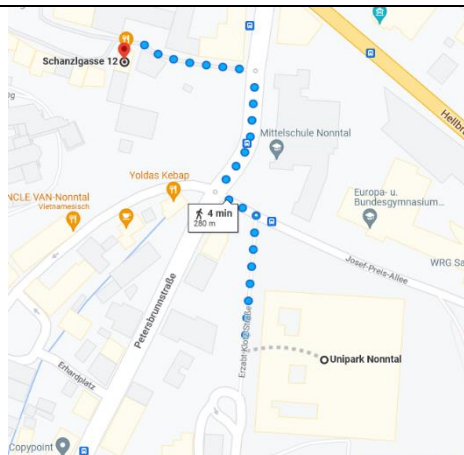 Schanzlgasse 12
Hellbr
Mittelschule Nonntal
Yoldas Kebap
NCLE VAN-Nonntal
Vietnamesisch
Europa- u.
Bundesgymnasium...
4 min
280 m
WRG Sa
Josef-Preis-Allee
Petersbrunnstraße
Erzabt-Klotz-Straße
Unipark Nonntal
Erhardplatz
Copypoint